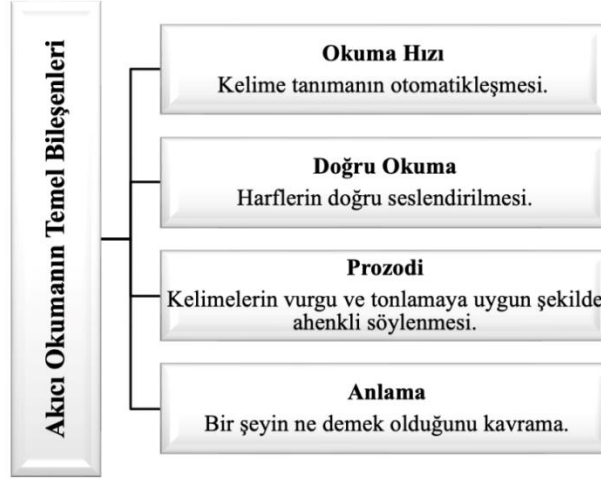 Akıcı Okumanın Temel Bileşenleri
Okuma Hızı
Kelime tanımanın otomatikleşmesi.
Doğru Okuma
Harflerin doğru seslendirilmesi.
Prozodi
Kelimelerin vurgu ve tonlamaya uygun şekilde
ahenkli söylenmesi.
Anlama
Bir şeyin ne demek olduğunu kavrama.